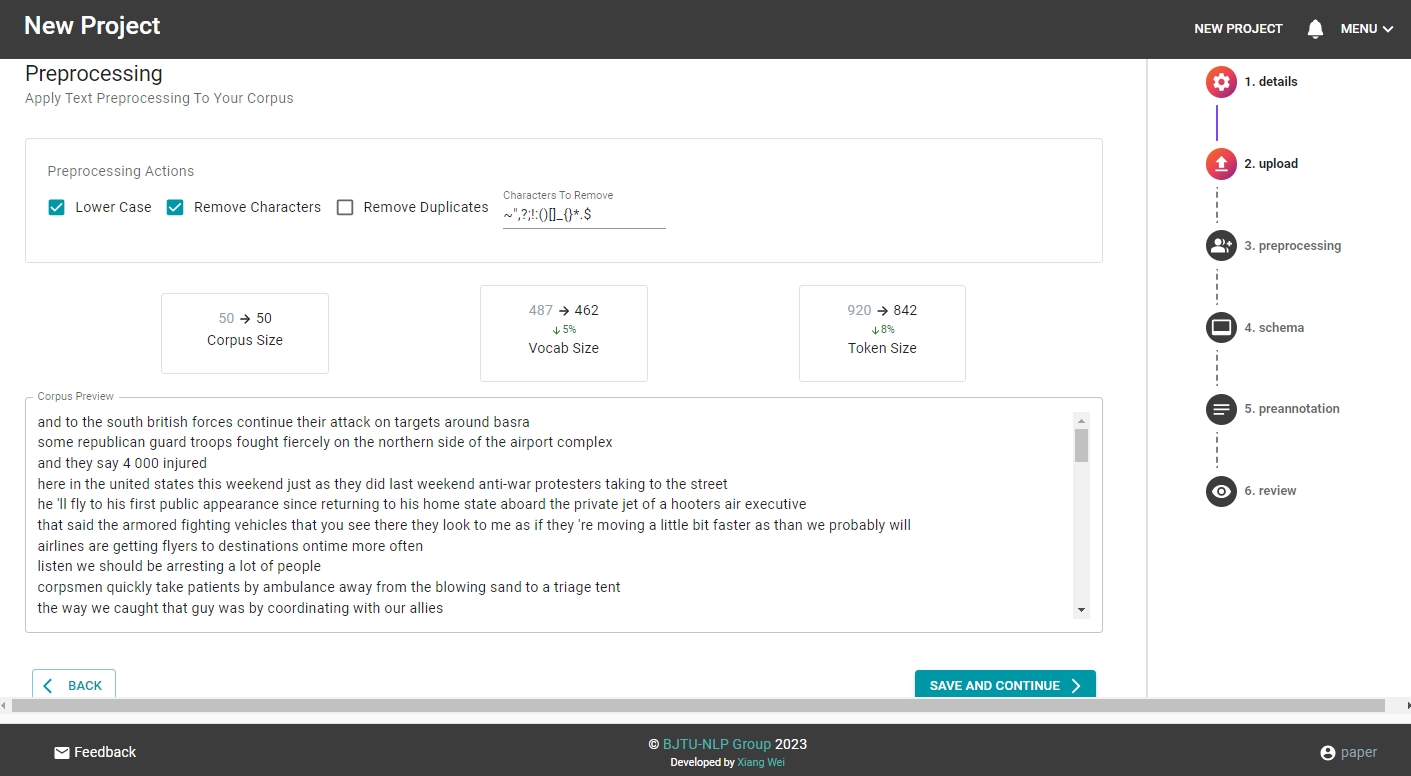 New Project
NEW PROJECT
MENU
Preprocessing
Apply Text Preprocessing To Your Corpus
Preprocessing Actions
Lower Case
Remove Characters
Remove Duplicates
Characters To Remove
~",?;!:()[]_{}*.$
50 → 50
Corpus Size
487 → 462
↓5%
Vocab Size
920 → 842
↓8%
Token Size
Corpus Preview
and to the south british forces continue their attack on targets around basra
some republican guard troops fought fiercely on the northern side of the airport complex
and they say 4 000 injured
here in the united states this weekend just as they did last weekend anti-war protesters taking to the street
he 'll fly to his first public appearance since returning to his home state aboard the private jet of a hooters air executive
that said the armored fighting vehicles that you see there they look to me as if they 're moving a little bit faster as than we probably will
airlines are getting flyers to destinations ontime more often
listen we should be arresting a lot of people
corpsmen quickly take patients by ambulance away from the blowing sand to a triage tent
the way we caught that guy was by coordinating with our allies
BACK
SAVE AND CONTINUE
1. details
2. upload
3. preprocessing
4. schema
5. preannotation
6. review
Feedback
© BJTU-NLP Group 2023
Developed by Xiang Wei
paper